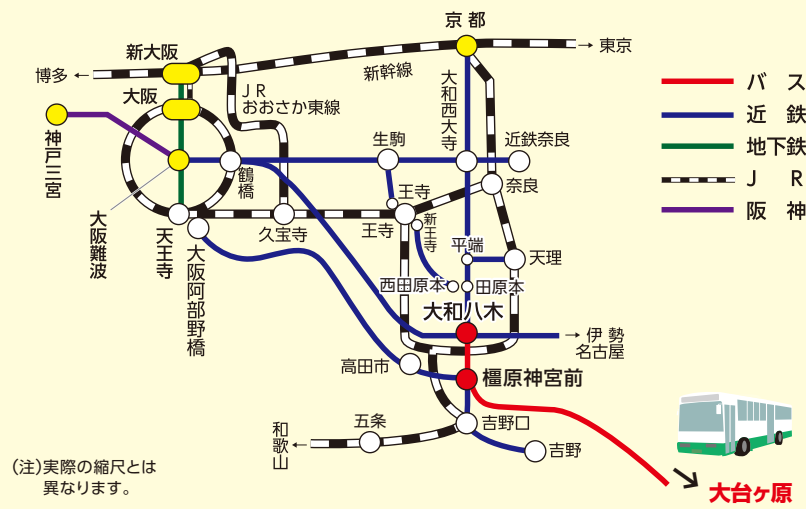 京都
新大阪
博多
東京
新幹線
大阪
JR
おおさか東線
大和西大寺
バス
近鉄
地下鉄
JR
阪神
神戸三宮
生駒
近鉄奈良
鶴橋
奈良
王寺
大阪難波
天王寺
久宝寺
王寺
新王寺
大阪阿部野橋
平端
天理
西田原本
田原本
大和八木
伊勢
名古屋
高田市
橿原神宮前
五条
吉野口
和歌山
吉野
(注)実際の縮尺とは
異なります。
大台ヶ原